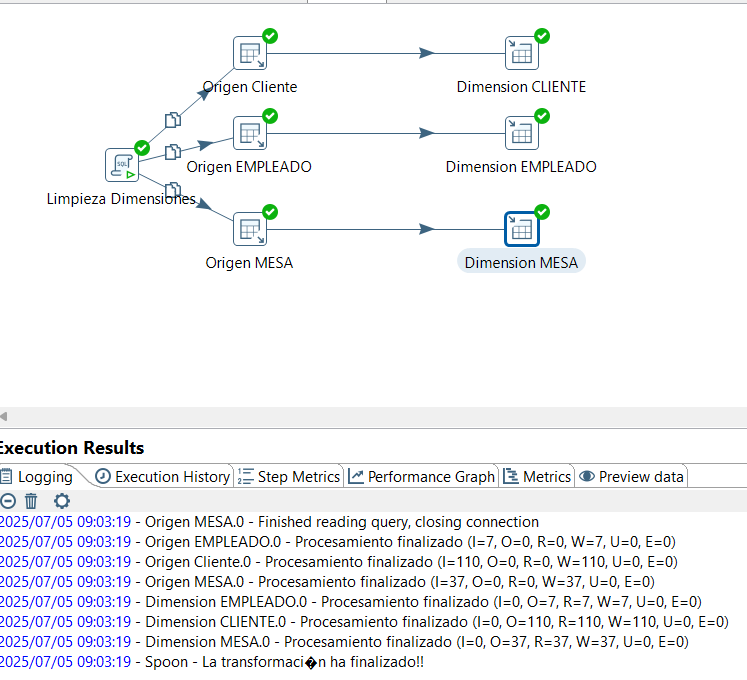 Origen Cliente
Dimension CLIENTE
Origen EMPLEADO
Dimension EMPLEADO
SQL
Limpieza Dimensiones
Origen MESA
Dimension MESA
Execution Results
Logging
Execution History
Step Metrics
Performance Graph
Metrics
Preview data
2025/07/05 09:03:19 - Origen MESA.0 - Finished reading query, closing connection
2025/07/05 09:03:19 - Origen EMPLEADO.0 - Procesamiento finalizado (I=7, O=0, R=0, W=7, U=0, E=0)
2025/07/05 09:03:19 - Origen Cliente.0 - Procesamiento finalizado (I=110, O=0, R=0, W=110, U=0, E=0)
2025/07/05 09:03:19 - Origen MESA.0 - Procesamiento finalizado (I=37, O=0, R=0, W=37, U=0, E=0)
2025/07/05 09:03:19 - Dimension EMPLEADO.0 - Procesamiento finalizado (I=0, O=7, R=7, W=7, U=0, E=0)
2025/07/05 09:03:19 - Dimension CLIENTE.0 - Procesamiento finalizado (I=0, O=110, R=110, W=110, U=0, E=0)
2025/07/05 09:03:19 - Dimension MESA.0 - Procesamiento finalizado (I=0, O=37, R=37, W=37, U=0, E=0)
2025/07/05 09:03:19 - Spoon - La transformaci�n ha finalizado!!